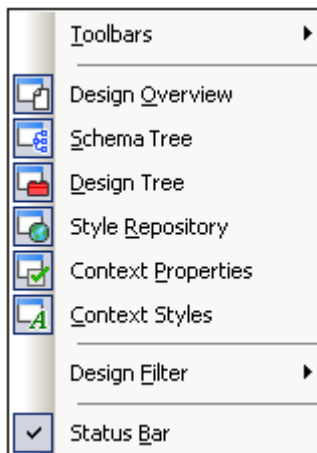 Toolbars
Design Overview
Schema Tree
Design Tree
Style Repository
Context Properties
Context Styles
Design Filter
Status Bar